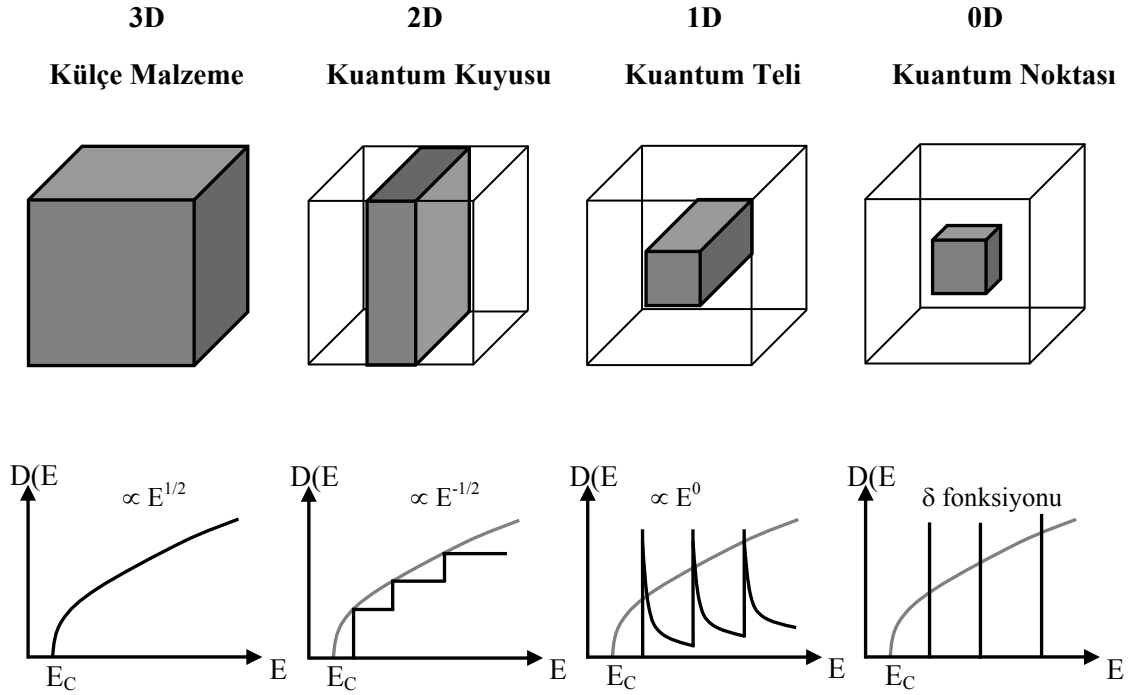 3D 2D 1D 0D
Külçe Malzeme Kuantum Kuyusu Kuantum Teli Kuantum Noktası
D(E D(E D(E D(E
∝ E^1/2 ∝ E^-1/2 ∝ E^0 δ fonksiyonu
E E E E
E_C E_C E_C E_C